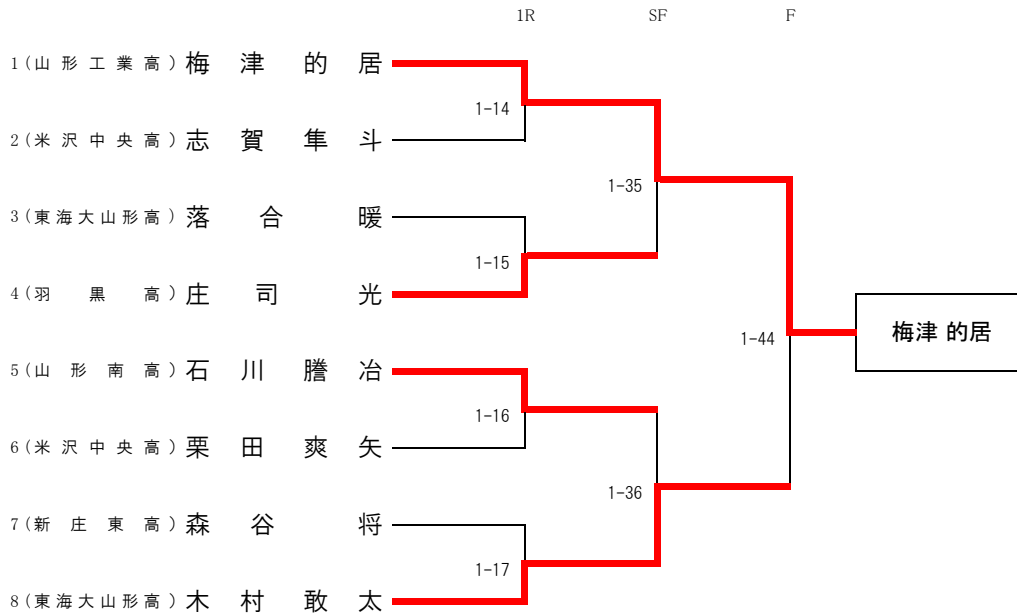 1R SF F
1(山形工業高) 梅津的居
1-14
2(米沢中央高) 志賀隼斗
1-35
3(東海大山形高) 落合暖
1-15
4(羽黒高) 庄司光
1-44
梅津 的居
5(山形南高) 石川謄冶
1-16
6(米沢中央高) 栗田爽矢
1-36
7(新庄東高) 森谷将
1-17
8(東海大山形高) 木村敢太